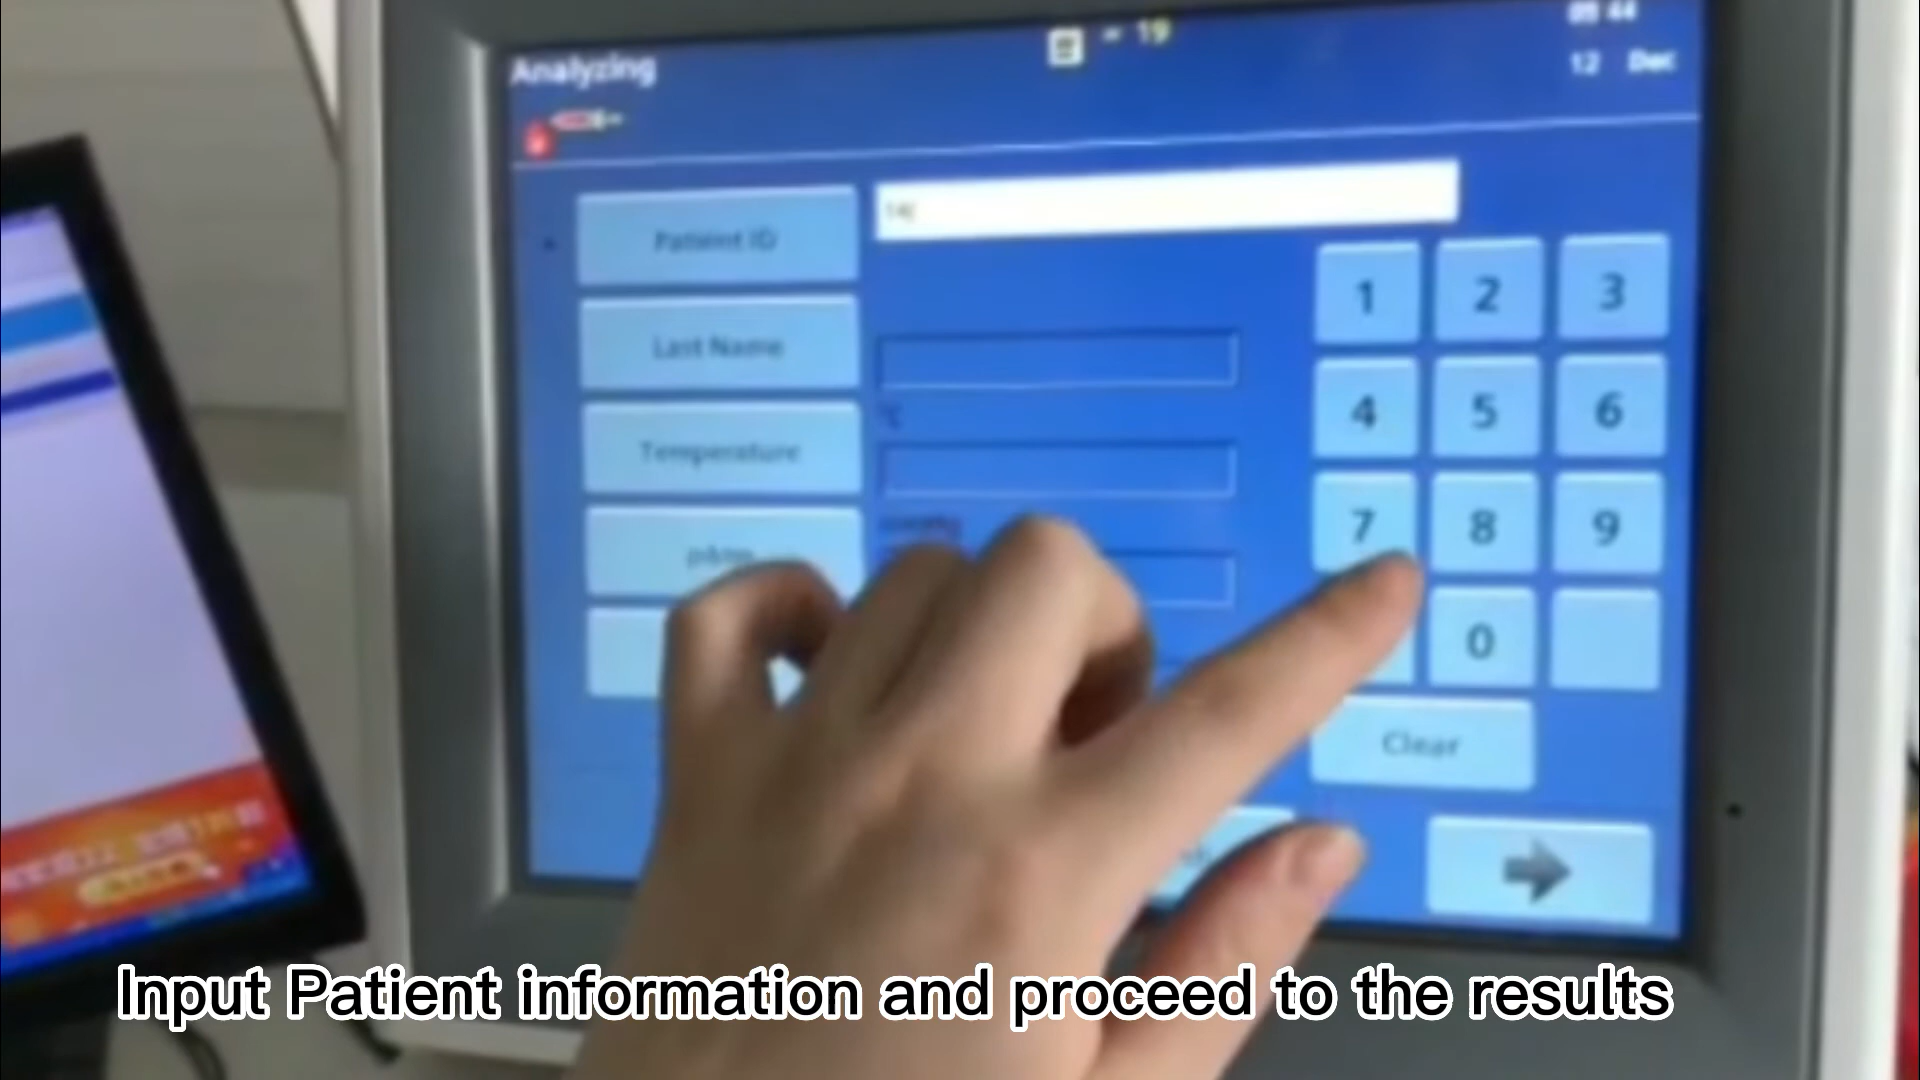 Analyzing
- 19
12 Dec
Patient ID
Last Name
Temperature
°C
1 2 3
4 5 6
7 8 9
0
Clear
Input Patient information and proceed to the results